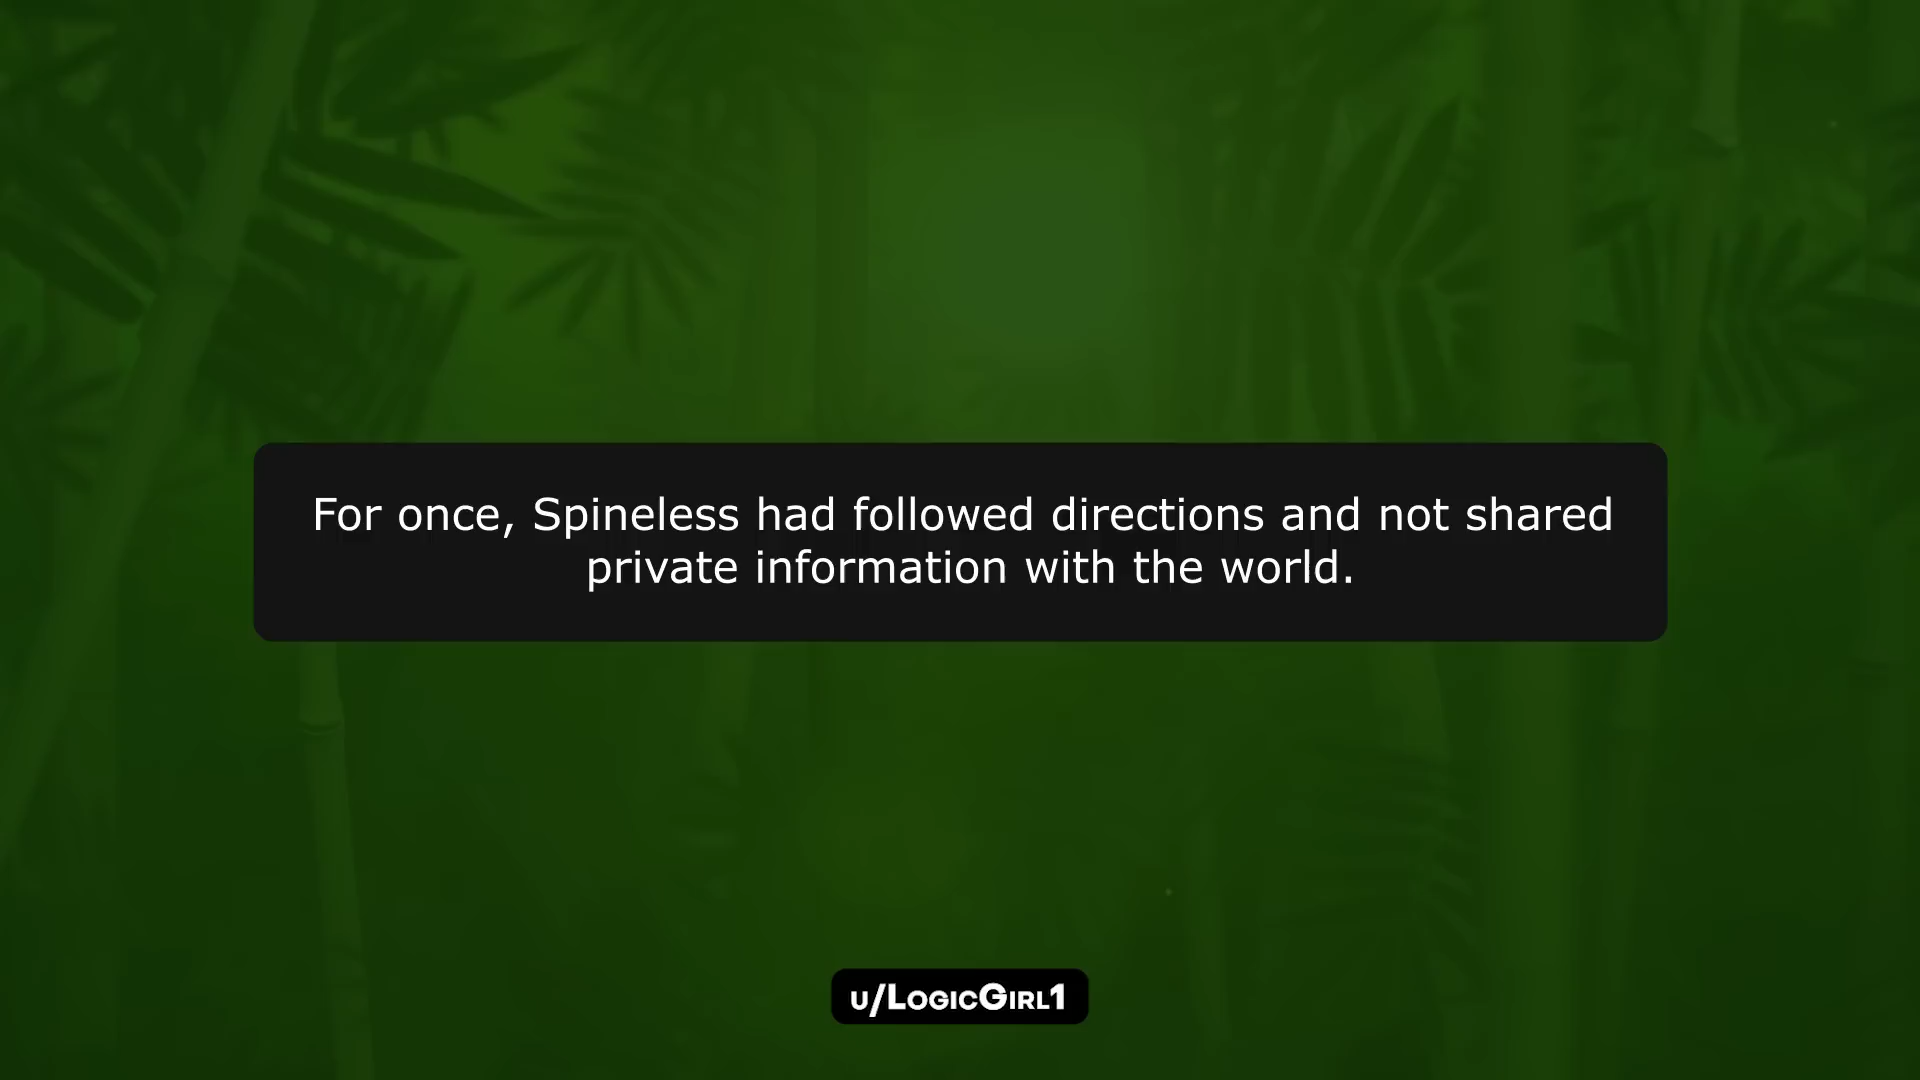 For once, Spineless had followed directions and not shared
private information with the world.
u/LogicGirl1